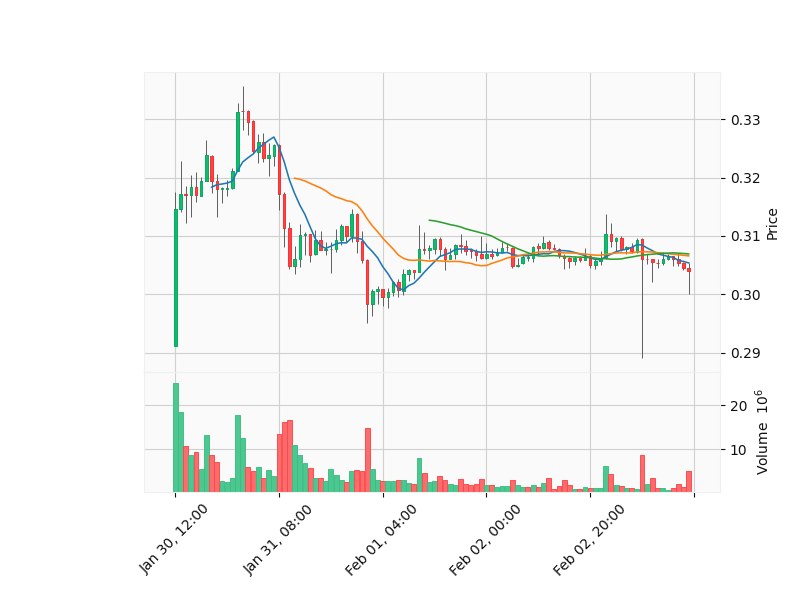 0.33
0.32
0.31
0.30
0.29
Price
20
10
Volume 10^6
Jan 30, 12:00
Jan 31, 08:00
Feb 01, 04:00
Feb 02, 00:00
Feb 02, 20:00